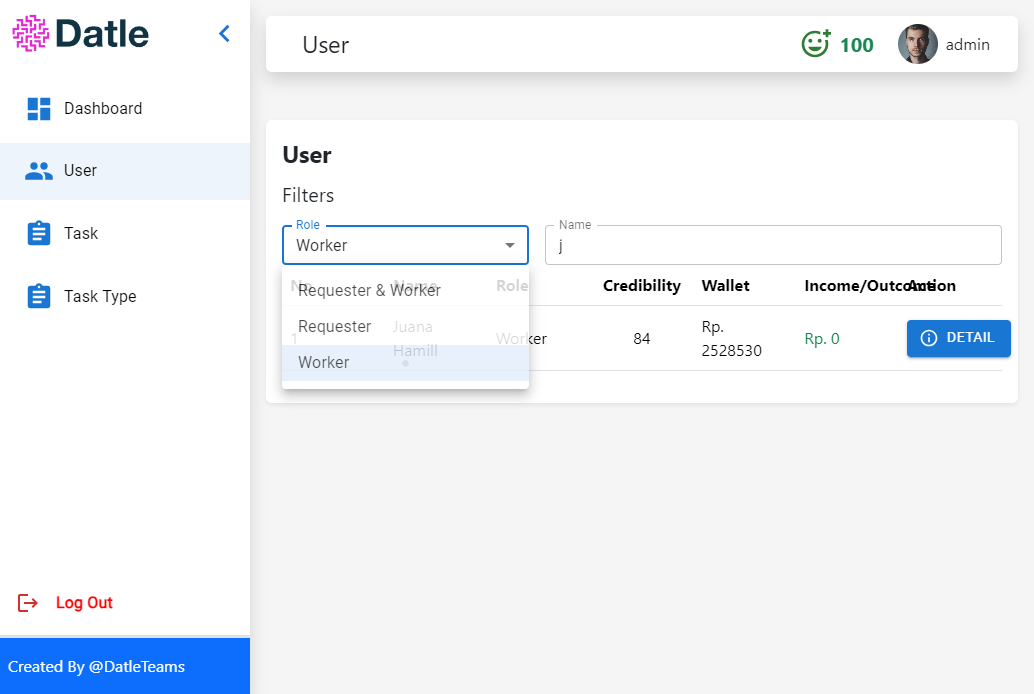 Datle
User
100
admin
Dashboard
User
Task
Task Type
Log Out
Created By @DatleTeams
User
Filters
Role
Worker
Name
j
Requester & Worker
Requester
Worker
No Name Role Credibility Wallet Income/Outcome Action
1 Juana Hamill Worker 84 Rp. 2528530 Rp. 0 DETAIL